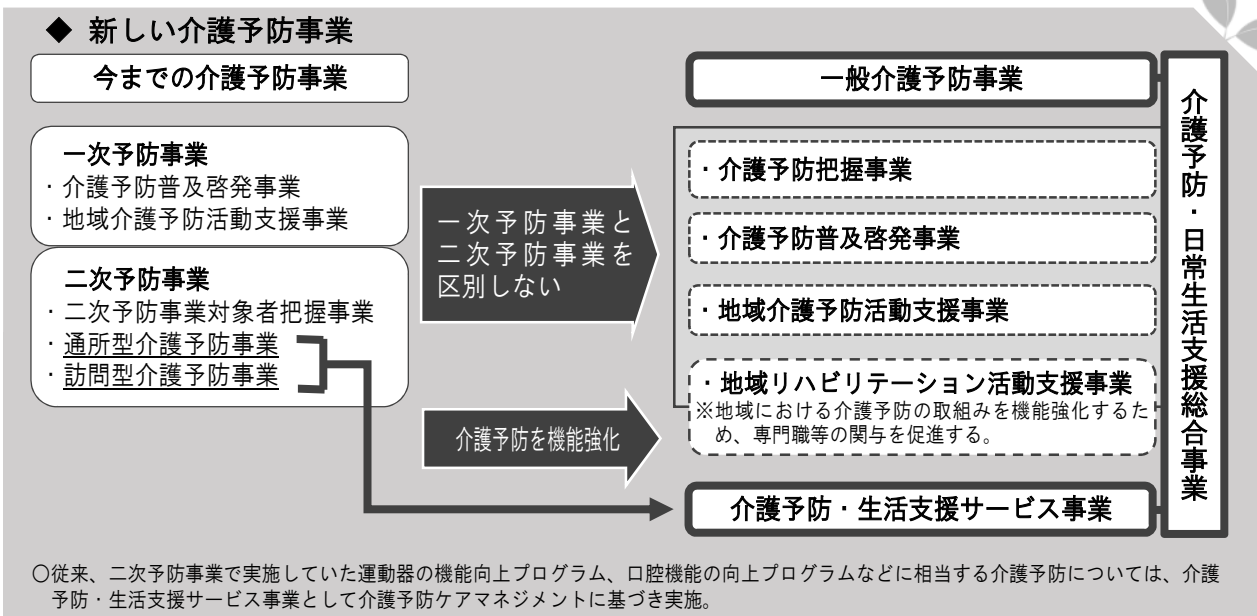 ◆ 新しい介護予防事業
今までの介護予防事業
一次予防事業
・介護予防普及啓発事業
・地域介護予防活動支援事業
二次予防事業
・二次予防事業対象者把握事業
・通所型介護予防事業
・訪問型介護予防事業
一次予防事業と
二次予防事業を
区別しない
介護予防を機能強化
一般介護予防事業
・介護予防把握事業
・介護予防普及啓発事業
・地域介護予防活動支援事業
・地域リハビリテーション活動支援事業
※地域における介護予防の取組みを機能強化するた
め、専門職等の関与を促進する。
介護予防・生活支援サービス事業
介護予防・日常生活支援総合事業
〇従来、二次予防事業で実施していた運動器の機能向上プログラム、口腔機能の向上プログラムなどに相当する介護予防については、介護
予防・生活支援サービス事業として介護予防ケアマネジメントに基づき実施。